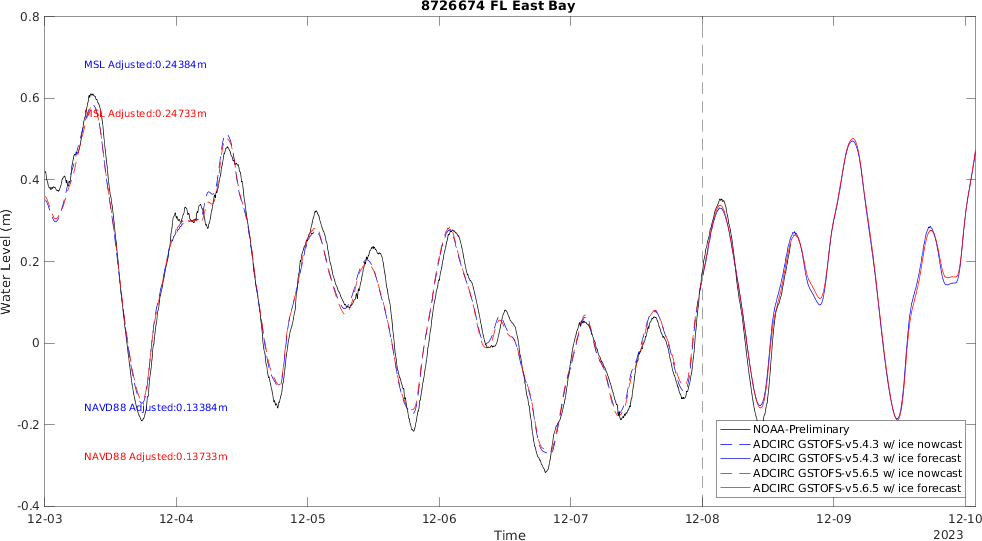 8726674 FL East Bay
0.8
MSL Adjusted:0.24384m
0.6
MSL Adjusted:0.24733m
0.4
0.2
Water Level (m)
0
NAVD88 Adjusted:0.13384m
-0.2
NAVD88 Adjusted:0.13733m
-0.4
NOAA-Preliminary
ADCIRC GSTOFS-v5.4.3 w/ ice nowcast
ADCIRC GSTOFS-v5.4.3 w/ ice forecast
ADCIRC GSTOFS-v5.6.5 w/ ice nowcast
ADCIRC GSTOFS-v5.6.5 w/ ice forecast
12-03 12-04 12-05 12-06 12-07 12-08 12-09 12-10
Time
2023